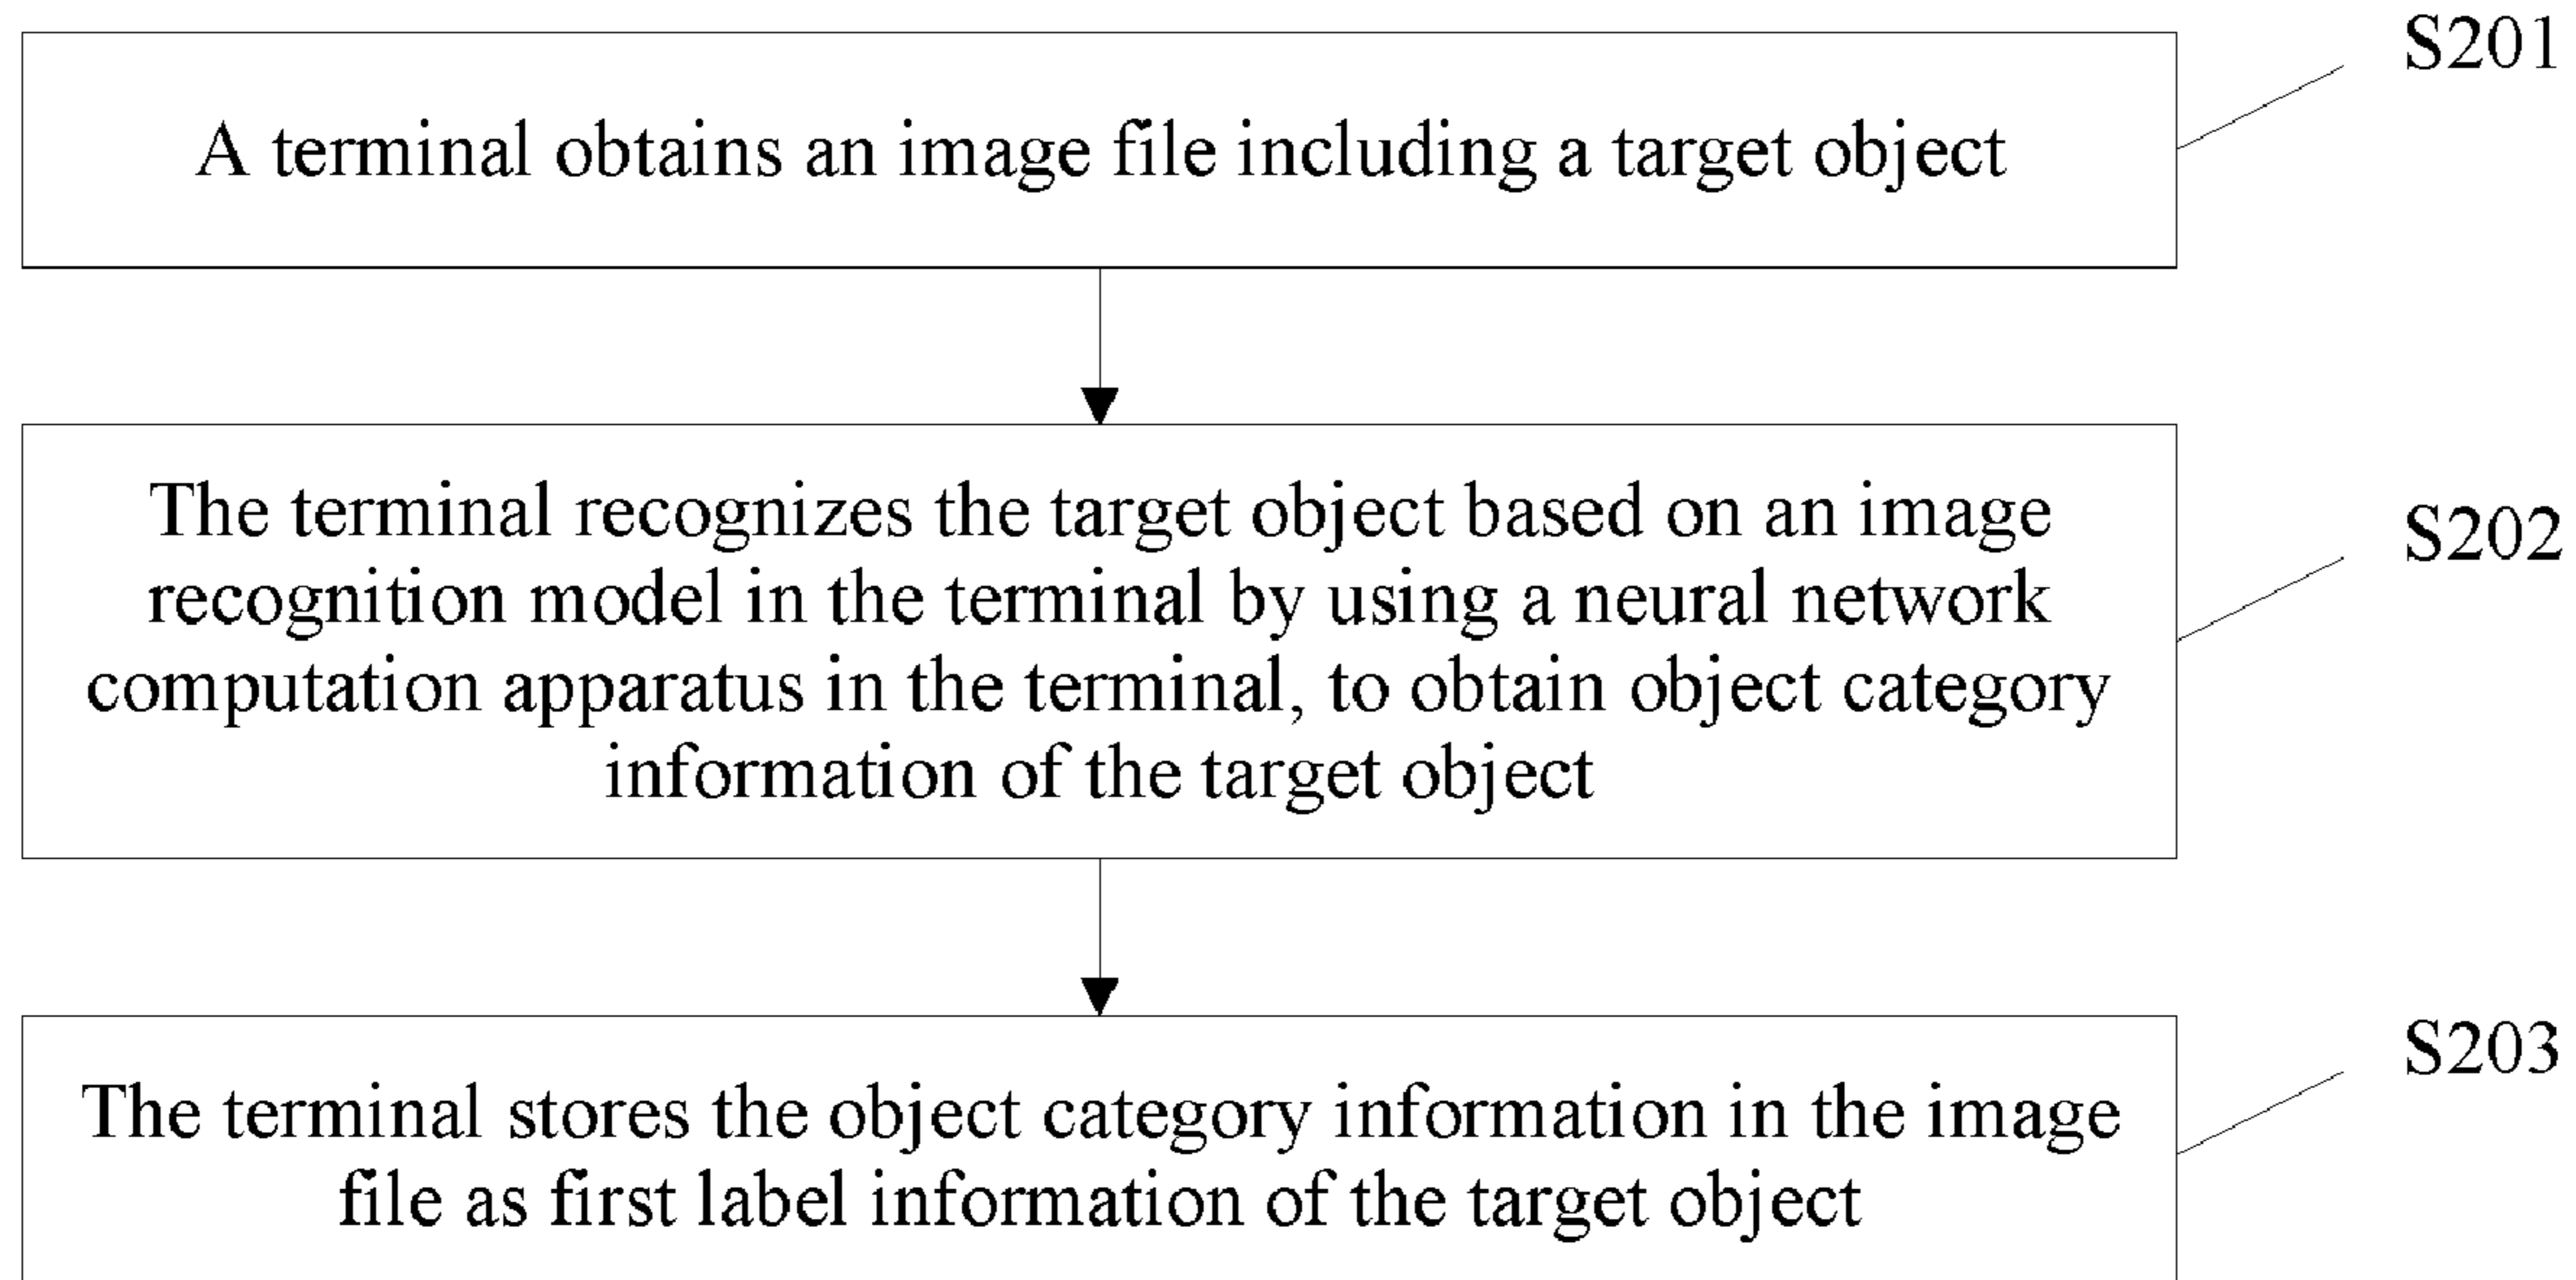 S201
A terminal obtains an image file including a target object
The terminal recognizes the target object based on an image
S202
recognition model in the terminal by using a neural network
computation apparatus in the terminal, to obtain object category
information of the target object
S203
The terminal stores the object category information in the image
file as first label information of the target object